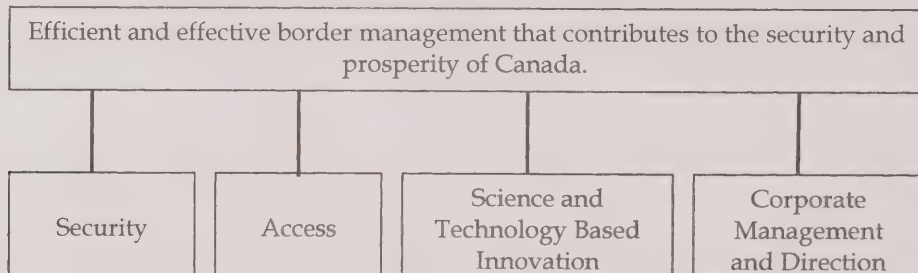 Efficient and effective border management that contributes to the security and
prosperity of Canada.
Security
Access
Science and
Technology Based
Innovation
Corporate
Management
and Direction